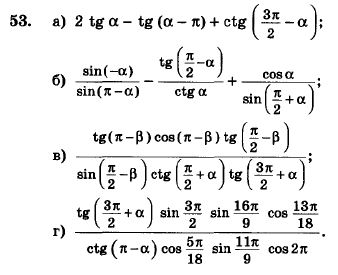 53. а) 2 tg α − tg (α − π) + ctg (3π/2 − α);
б) sin(−α)/sin(π−α) − tg(π/2−α)/ctg α + cos α/sin(π/2+α);
в) tg(π−β) cos(π−β) tg(π/2−β) / sin(π/2−β) ctg(π/2+α) tg(3π/2+α);
г) tg(3π/2+α) sin 3π/2 sin 16π/9 cos 13π/18 / ctg(π−α) cos 5π/18 sin 11π/9 cos 2π.